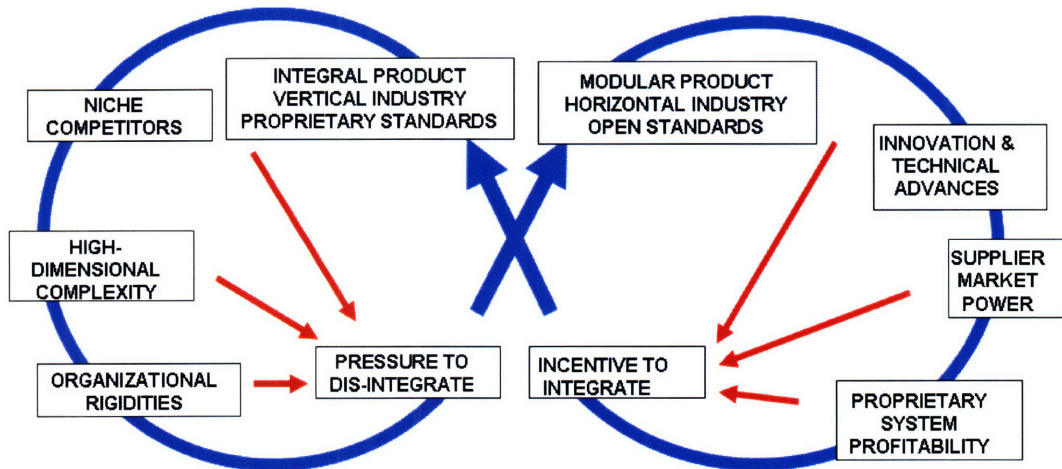 INTEGRAL PRODUCT
VERTICAL INDUSTRY
PROPRIETARY STANDARDS
MODULAR PRODUCT
HORIZONTAL INDUSTRY
OPEN STANDARDS
NICHE
COMPETITORS
INNOVATION &
TECHNICAL
ADVANCES
HIGH-
DIMENSIONAL
COMPLEXITY
SUPPLIER
MARKET
POWER
ORGANIZATIONAL
RIGIDITIES
PRESSURE TO
DIS-INTEGRATE
INCENTIVE TO
INTEGRATE
PROPRIETARY
SYSTEM
PROFITABILITY